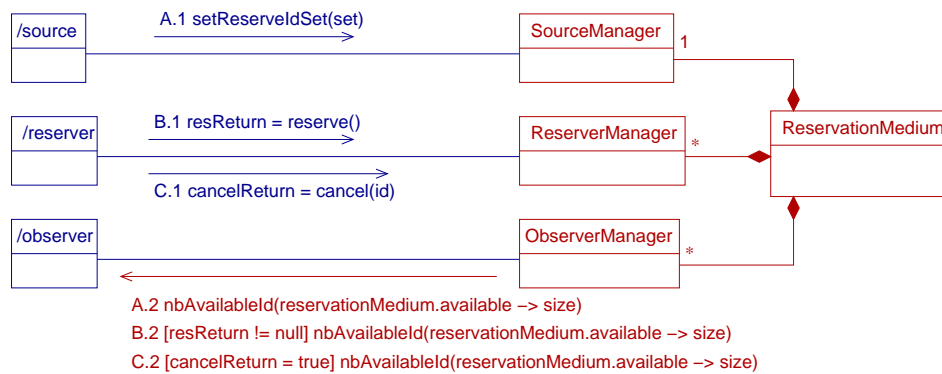 /source
A.1 setReserveIdSet(set)
SourceManager
1
/reserver
B.1 resReturn = reserve()
ReserverManager
*
ReservationMedium
C.1 cancelReturn = cancel(id)
/observer
ObserverManager
*
A.2 nbAvailableId(reservationMedium.available −> size)
B.2 [resReturn != null] nbAvailableId(reservationMedium.available −> size)
C.2 [cancelReturn = true] nbAvailableId(reservationMedium.available −> size)